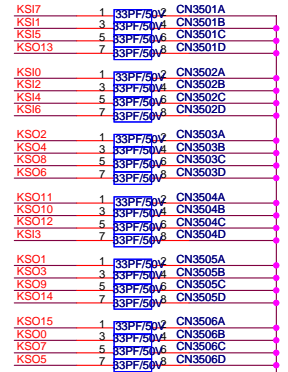 KSI7 1 33PF/50V 2 CN3501A
KSI1 3 33PF/50V 4 CN3501B
KSI5 5 33PF/50V 6 CN3501C
KSO13 7 33PF/50V 8 CN3501D
KSI0 1 33PF/50V 2 CN3502A
KSI2 3 33PF/50V 4 CN3502B
KSI4 5 33PF/50V 6 CN3502C
KSI6 7 33PF/50V 8 CN3502D
KSO2 1 33PF/50V 2 CN3503A
KSO4 3 33PF/50V 4 CN3503B
KSO8 5 33PF/50V 6 CN3503C
KSO6 7 33PF/50V 8 CN3503D
KSO11 1 33PF/50V 2 CN3504A
KSO10 3 33PF/50V 4 CN3504B
KSO12 5 33PF/50V 6 CN3504C
KSI3 7 33PF/50V 8 CN3504D
KSO1 1 33PF/50V 2 CN3505A
KSO3 3 33PF/50V 4 CN3505B
KSO9 5 33PF/50V 6 CN3505C
KSO14 7 33PF/50V 8 CN3505D
KSO15 1 33PF/50V 2 CN3506A
KSO0 3 33PF/50V 4 CN3506B
KSO7 5 33PF/50V 6 CN3506C
KSO5 7 33PF/50V 8 CN3506D